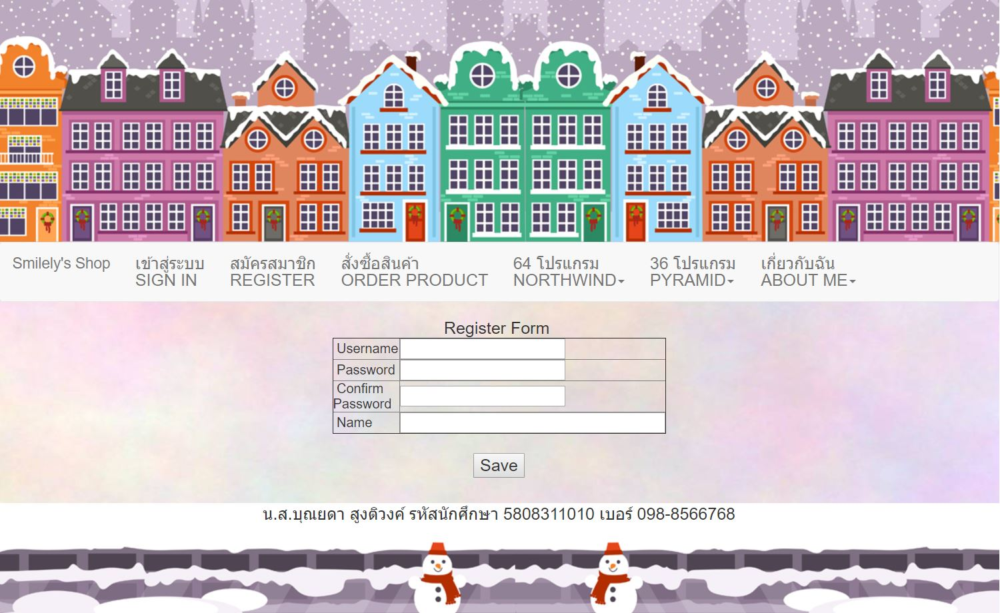 Smilely's Shop
เข้าสู่ระบบ
SIGN IN
สมัครสมาชิก
REGISTER
สั่งซื้อสินค้า
ORDER PRODUCT
64 โปรแกรม
NORTHWIND
36 โปรแกรม
PYRAMID
เกี่ยวกับฉัน
ABOUT ME
Register Form
Username
Password
Confirm
Password
Name
Save
น.ส.บุณยดา สูงติวงค์ รหัสนักศึกษา 5808311010 เบอร์ 098-8566768